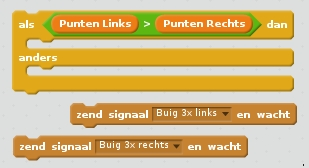 als Punten Links > Punten Rechts dan
anders
zend signaal Buig 3x links en wacht
zend signaal Buig 3x rechts en wacht